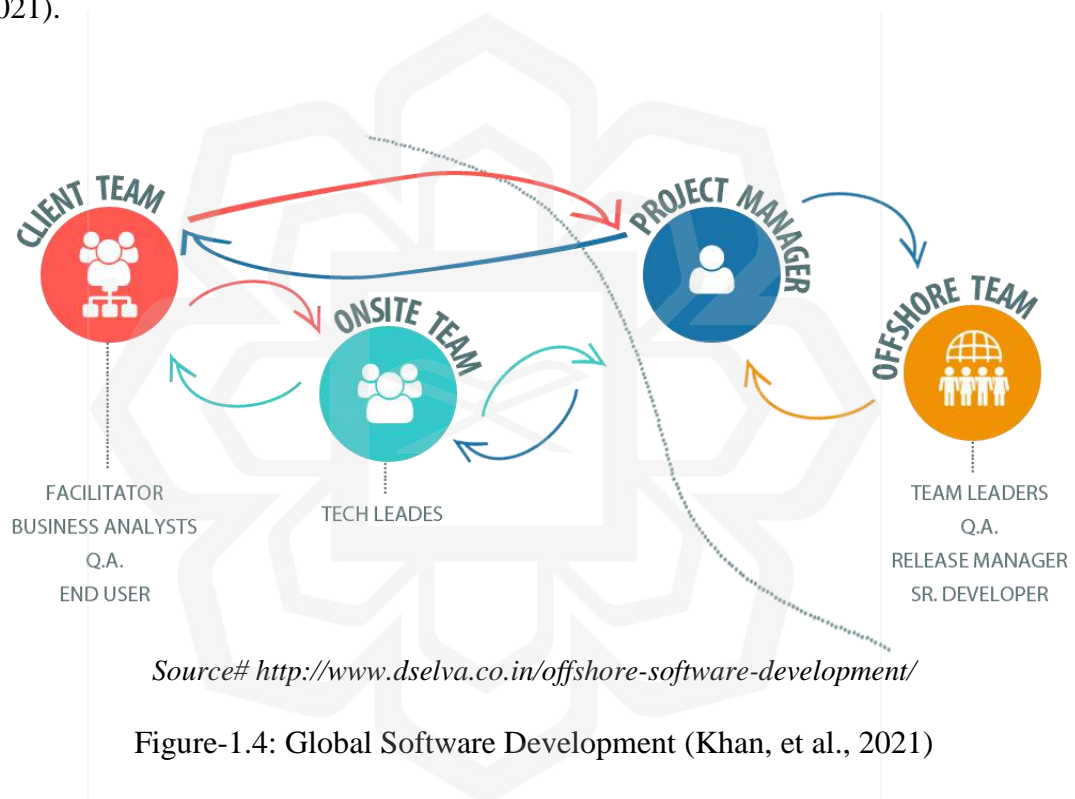 021).
CLIENT TEAM
PROJECT MANAGER
ONSITE TEAM
OFFSHORE TEAM
FACILITATOR
BUSINESS ANALYSTS
Q.A.
END USER
TECH LEADES
TEAM LEADERS
Q.A.
RELEASE MANAGER
SR. DEVELOPER
Source# http://www.dselva.co.in/offshore-software-development/
Figure-1.4: Global Software Development (Khan, et al., 2021)